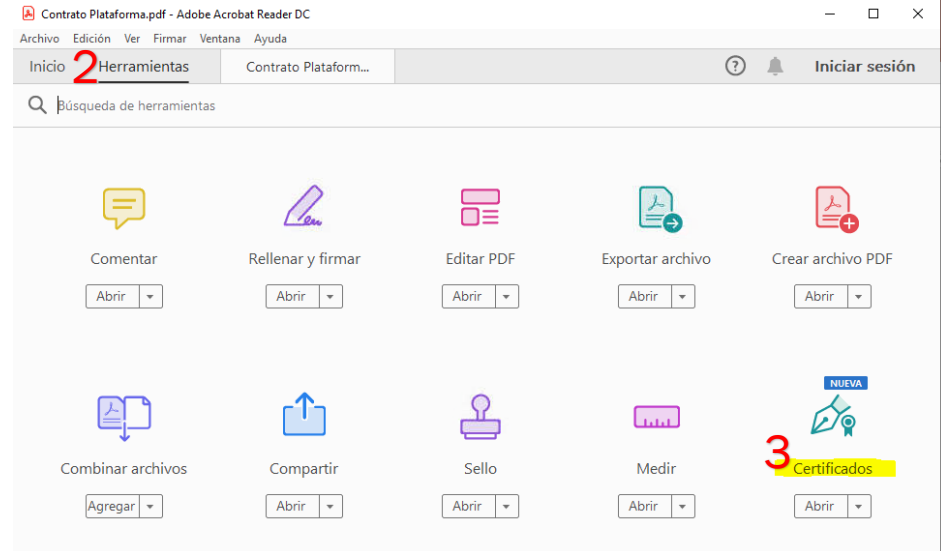 Contrato Plataforma.pdf - Adobe Acrobat Reader DC
Archivo Edición Ver Firmar Ventana Ayuda
Inicio 2 Herramientas Contrato Plataform... Iniciar sesión
Búsqueda de herramientas
Comentar Rellenar y firmar Editar PDF Exportar archivo Crear archivo PDF
Abrir Abrir Abrir Abrir Abrir
NUEVA
Combinar archivos Compartir Sello Medir 3 Certificados
Agregar Abrir Abrir Abrir Abrir